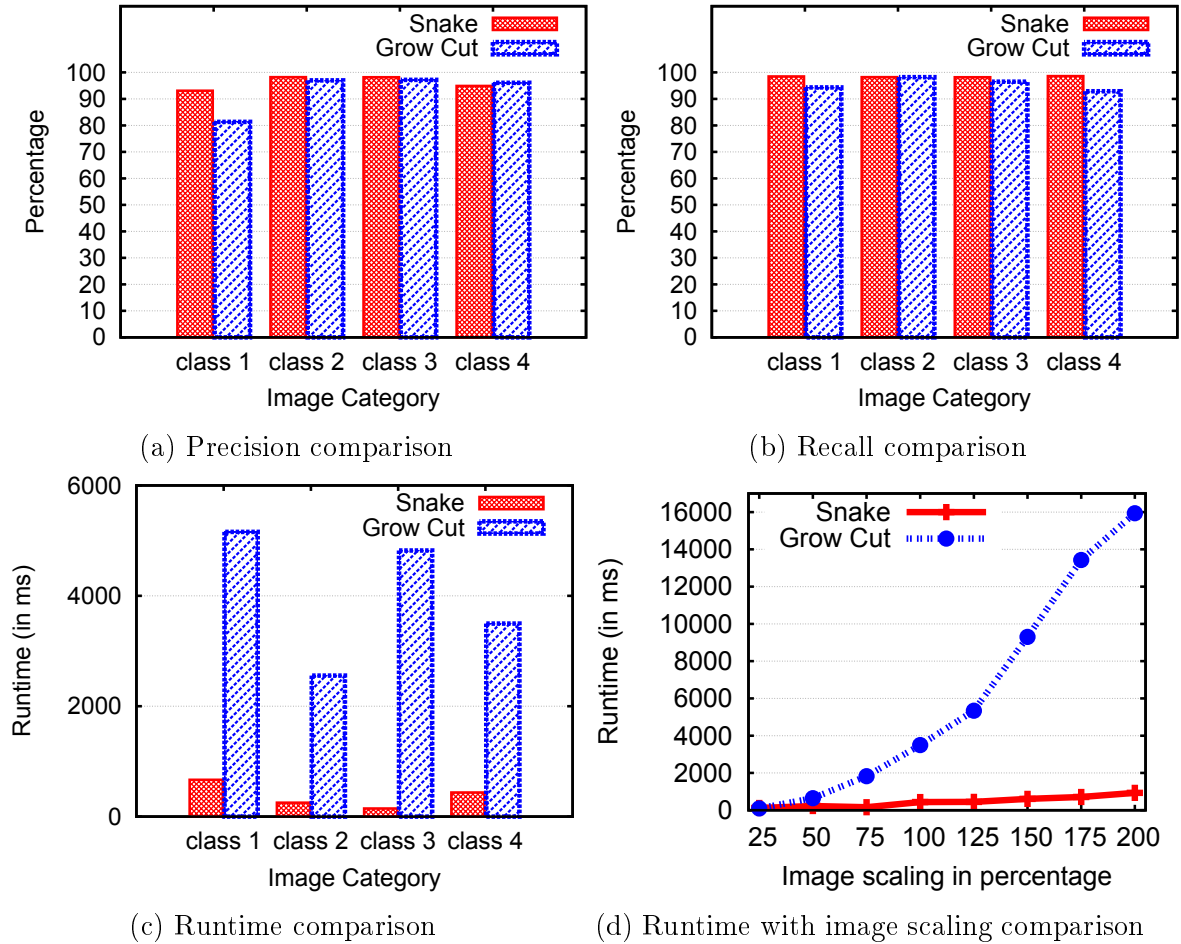 Snake
Grow Cut
100
90
80
70
60
50
40
30
20
10
0
Percentage
class 1 class 2 class 3 class 4
Image Category
(a) Precision comparison
Snake
Grow Cut
100
90
80
70
60
50
40
30
20
10
0
Percentage
class 1 class 2 class 3 class 4
Image Category
(b) Recall comparison
Snake
Grow Cut
6000
4000
2000
0
Runtime (in ms)
class 1 class 2 class 3 class 4
Image Category
(c) Runtime comparison
Snake
Grow Cut
16000
14000
12000
10000
8000
6000
4000
2000
0
Runtime (in ms)
25 50 75 100 125 150 175 200
Image scaling in percentage
(d) Runtime with image scaling comparison